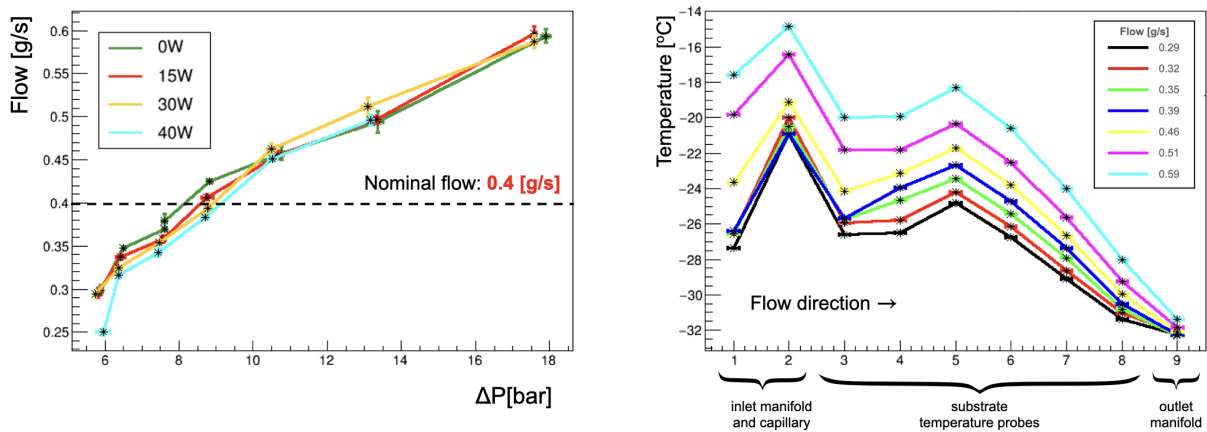 Flow [g/s]
0.6
0.55
0.5
0.45
0.4
0.35
0.3
0.25
0W
15W
30W
40W
Nominal flow: 0.4 [g/s]
6 8 10 12 14 16 18
ΔP[bar]
Temperature [ºC]
−14
−16
−18
−20
−22
−24
−26
−28
−30
−32
Flow [g/s]
0.29
0.32
0.35
0.39
0.46
0.51
0.59
Flow direction →
1 2 3 4 5 6 7 8 9
inlet manifold
and capillary
substrate
temperature probes
outlet
manifold